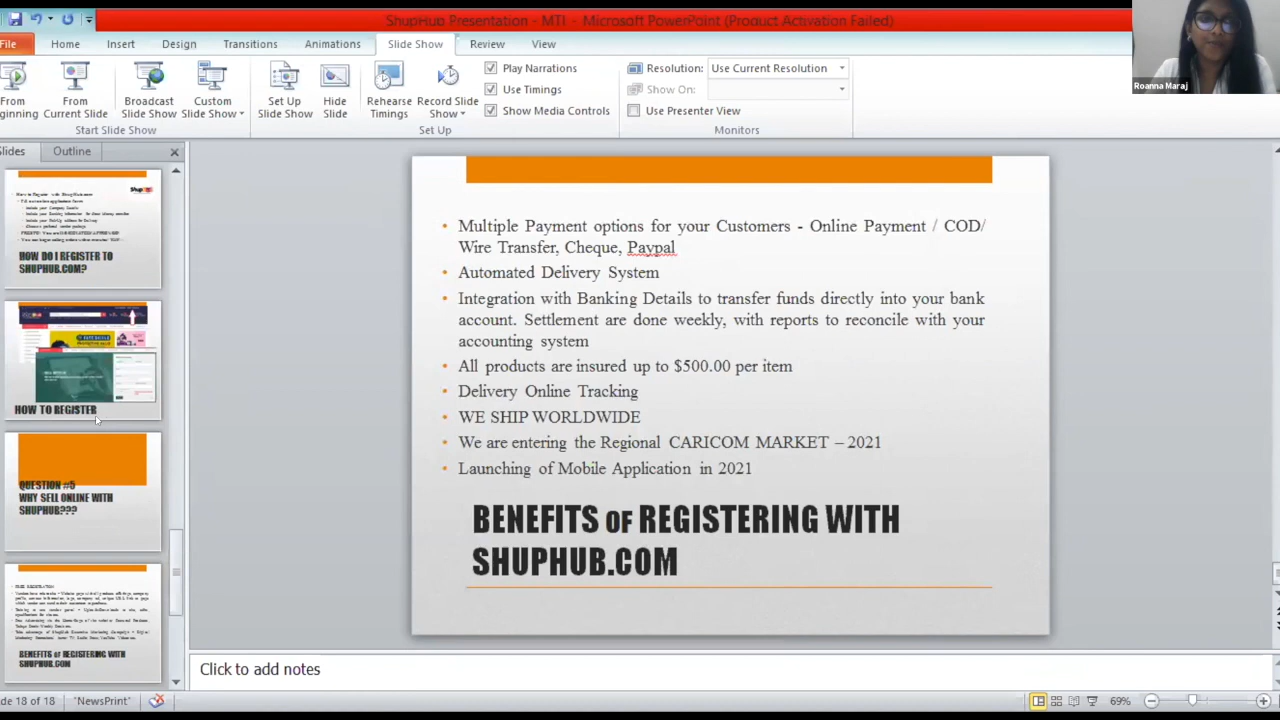 ShupHub Presentation - MTI - Microsoft PowerPoint (Product Activation Failed)
File Home Insert Design Transitions Animations Slide Show Review View
Roanna Maraj
From
From
Current Slide
Broadcast
Slide Show
Custom
Slide Show
Start Slide Show
Set Up
Slide Show
Hide
Slide
Rehearse
Timings
Record Slide
Show
Play Narrations
Use Timings
Show Media Controls
Set Up
Resolution: Use Current Resolution
Show On:
Use Presenter View
Monitors
Slides Outline
HOW DO I REGISTER TO
SHUPHUB.COM?
HOW TO REGISTER
QUESTION #5
WHY SELL ONLINE WITH
SHUPHUB???
FREE REGISTRATION
BENEFITS of REGISTERING WITH
SHUPHUB.COM
• Multiple Payment options for your Customers - Online Payment / COD/
Wire Transfer, Cheque, Paypal
• Automated Delivery System
• Integration with Banking Details to transfer funds directly into your bank
account. Settlement are done weekly, with reports to reconcile with your
accounting system
• All products are insured up to $500.00 per item
• Delivery Online Tracking
• WE SHIP WORLDWIDE
• We are entering the Regional CARICOM MARKET – 2021
• Launching of Mobile Application in 2021
BENEFITS of REGISTERING WITH
SHUPHUB.COM
Click to add notes
de 18 of 18 "NewsPrint" 69%